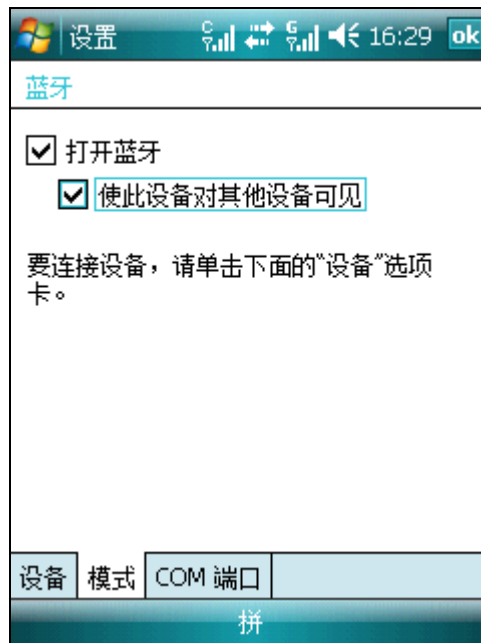 设置 16:29 ok
蓝牙
打开蓝牙
使此设备对其他设备可见
要连接设备，请单击下面的"设备"选项
卡。
设备 模式 COM 端口
拼